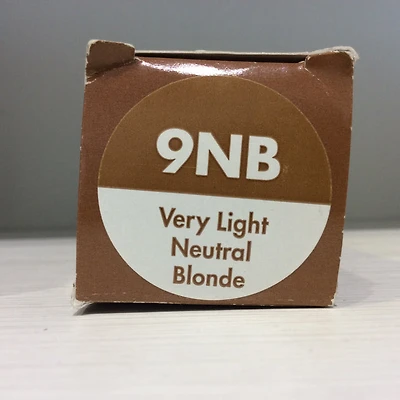 9NB
Very Light
Neutral
Blonde